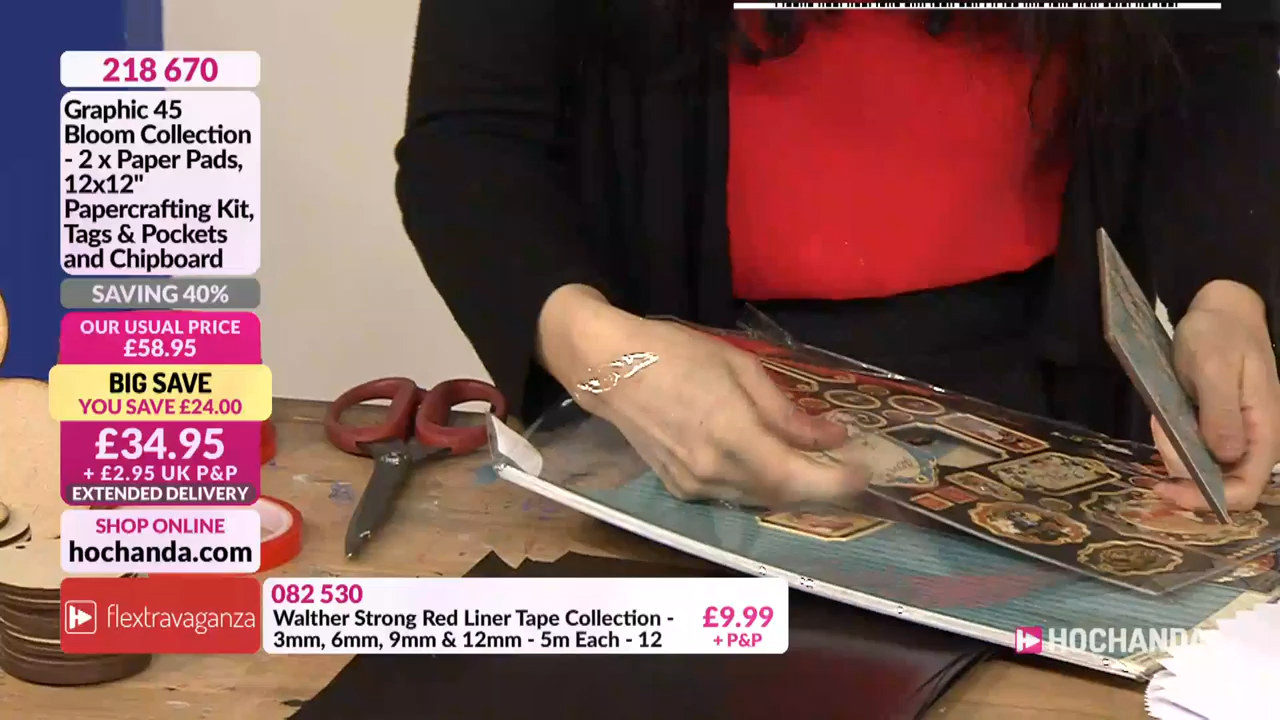 218 670
Graphic 45
Bloom Collection
- 2 x Paper Pads,
12x12"
Papercrafting Kit,
Tags & Pockets
and Chipboard
SAVING 40%
OUR USUAL PRICE
£58.95
BIG SAVE
YOU SAVE £24.00
£34.95
+ £2.95 UK P&P
EXTENDED DELIVERY
SHOP ONLINE
hochanda.com
flextravaganza
082 530
Walther Strong Red Liner Tape Collection -
3mm, 6mm, 9mm & 12mm - 5m Each - 12
£9.99
+ P&P
HOCHANDA